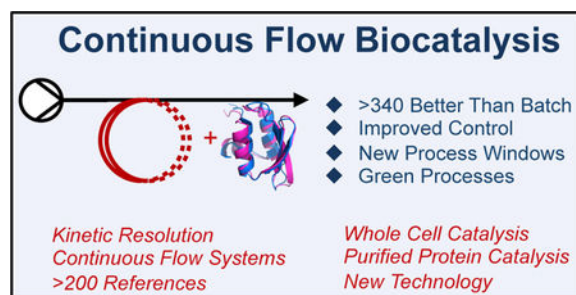 Continuous Flow Biocatalysis
+
>340 Better Than Batch
Improved Control
New Process Windows
Green Processes
Kinetic Resolution
Continuous Flow Systems
>200 References
Whole Cell Catalysis
Purified Protein Catalysis
New Technology